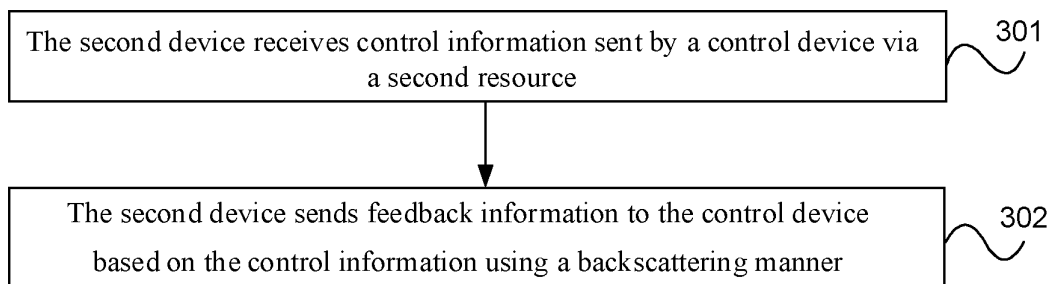 The second device receives control information sent by a control device via
a second resource
301
The second device sends feedback information to the control device
based on the control information using a backscattering manner
302